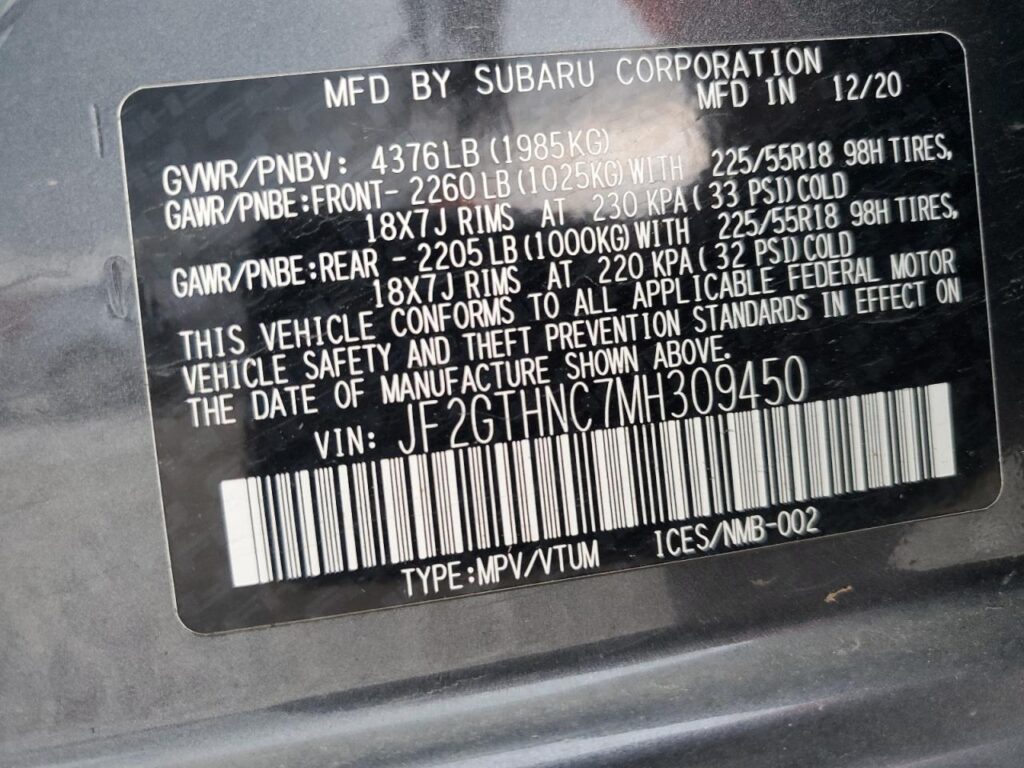 MFD BY SUBARU CORPORATION
MFD IN 12/20
GVWR/PNBV: 4376LB(1985KG)
GAWR/PNBE:FRONT- 2260LB(1025KG)WITH 225/55R18 98H TIRES,
18X7J RIMS AT 230 KPA( 33 PSI)COLD
GAWR/PNBE:REAR - 2205LB(1000KG)WITH 225/55R18 98H TIRES,
18X7J RIMS AT 220 KPA( 32 PSI)COLD
THIS VEHICLE CONFORMS TO ALL APPLICABLE FEDERAL MOTOR
VEHICLE SAFETY AND THEFT PREVENTION STANDARDS IN EFFECT ON
THE DATE OF MANUFACTURE SHOWN ABOVE.
VIN: JF2GTHNC7MH309450
TYPE:MPV/VTUM ICES/NMB-002